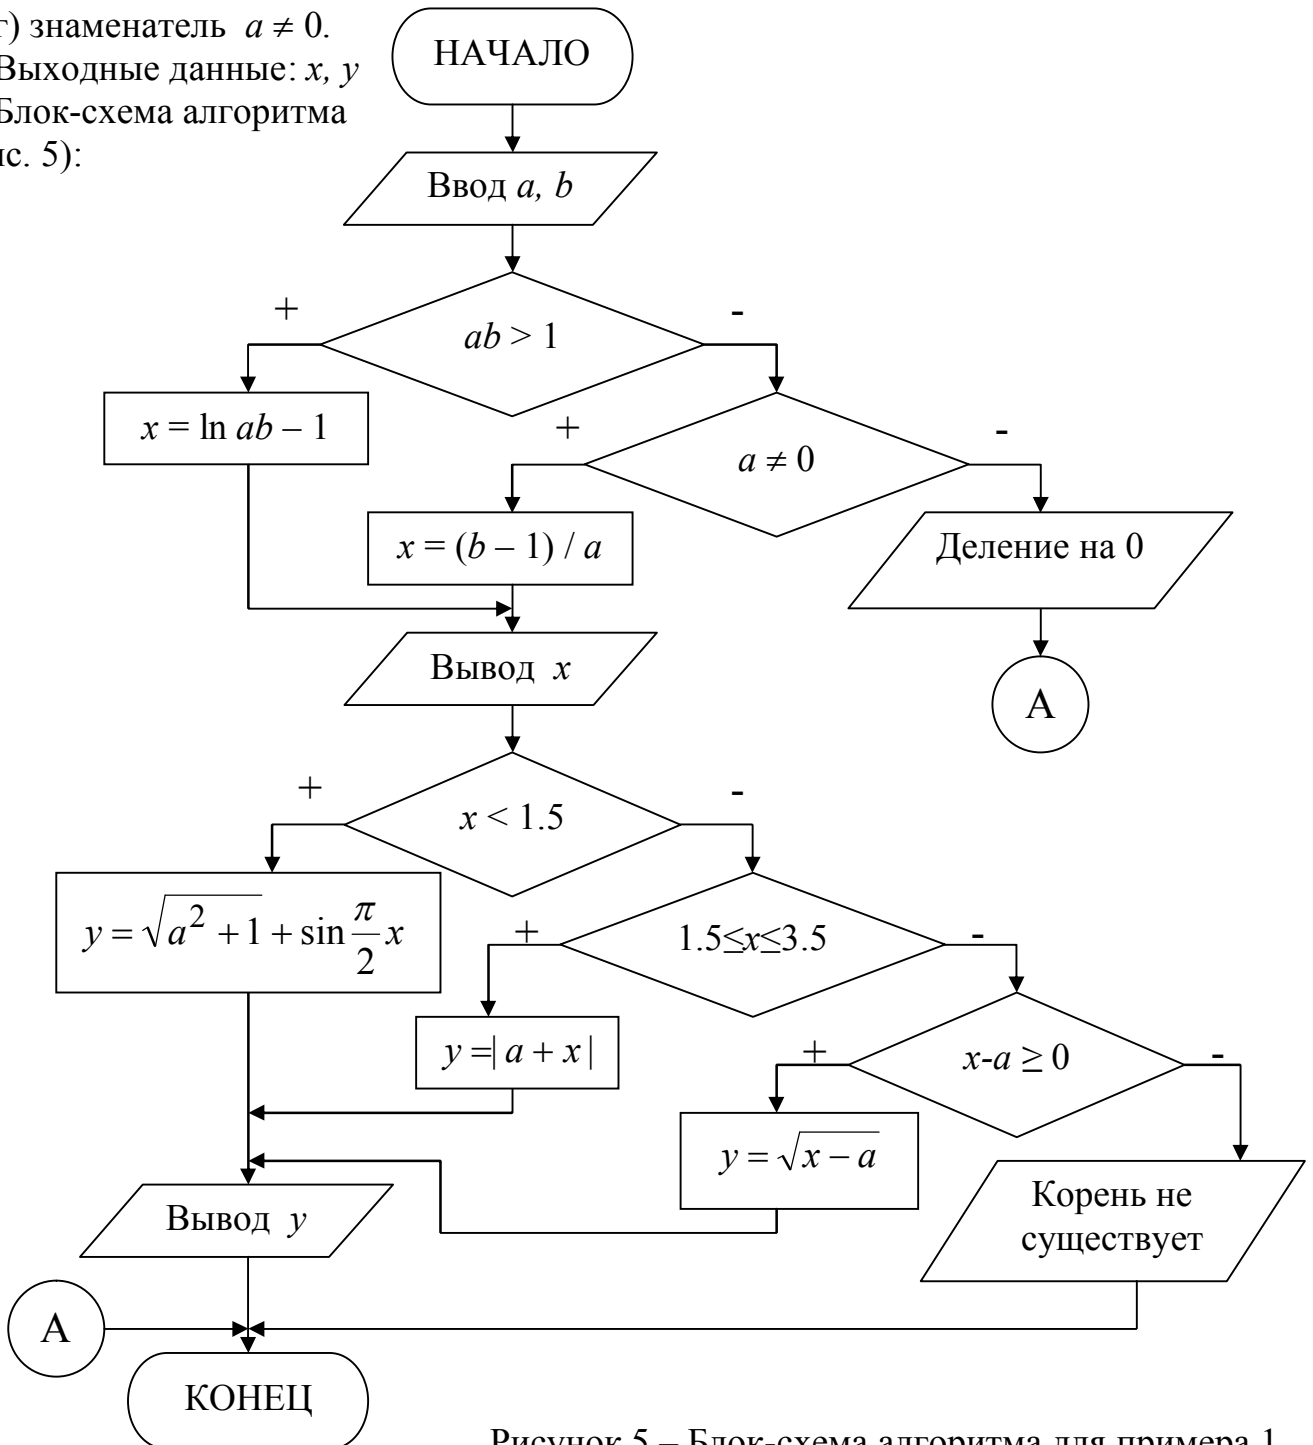 г) знаменатель a ≠ 0.
Выходные данные: x, y
Блок-схема алгоритма
с. 5):
НАЧАЛО
Ввод a, b
ab > 1
+
-
x = ln ab – 1
a ≠ 0
+
-
x = (b – 1) / a
Деление на 0
Вывод x
А
x < 1.5
+
-
y = √(a² + 1) + sin π/2 x
1.5≤x≤3.5
+
-
y =| a + x |
x-a ≥ 0
+
-
y = √(x – a)
Корень не
существует
Вывод y
А
КОНЕЦ
Рисунок 5 – Блок-схема алгоритма для примера 1